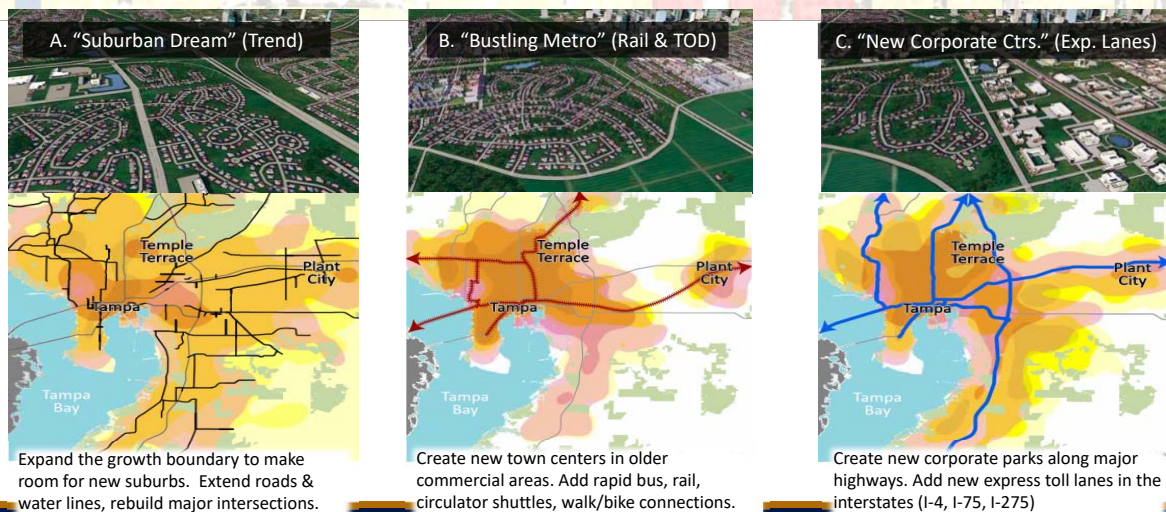 A. “Suburban Dream” (Trend)
Temple
Terrace
Plant
City
Tampa
Tampa
Bay
Expand the growth boundary to make
room for new suburbs.  Extend roads &
water lines, rebuild major intersections.
B. “Bustling Metro” (Rail & TOD)
Temple
Terrace
Plant
City
Tampa
Tampa
Bay
Create new town centers in older
commercial areas. Add rapid bus, rail,
circulator shuttles, walk/bike connections.
C. “New Corporate Ctrs.” (Exp. Lanes)
Temple
Terrace
Plant
City
Tampa
Tampa
Bay
Create new corporate parks along major
highways. Add new express toll lanes in the
interstates (I-4, I-75, I-275)